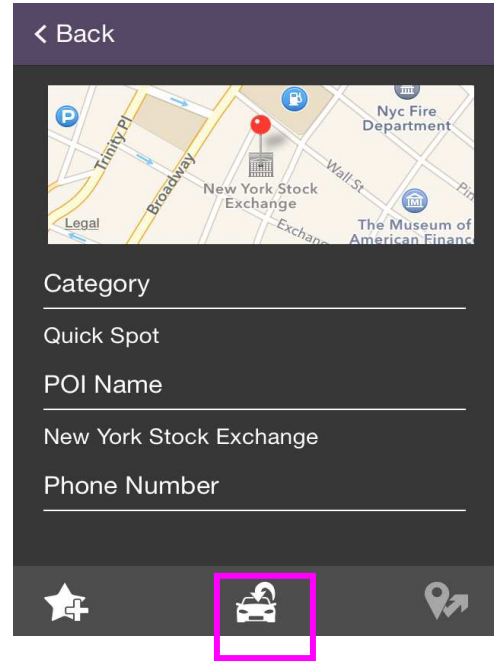 Back
P
Nyc Fire
Department
Trinity Pl
Broadway
Wall St
New York Stock
Exchange
Legal
The Museum of
American Financ
Category
Quick Spot
POI Name
New York Stock Exchange
Phone Number